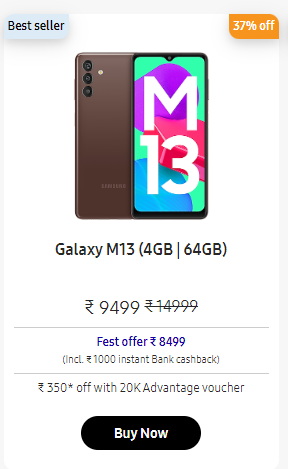 Best seller
37% off
SAMSUNG
M
13
Galaxy M13 (4GB | 64GB)
₹ 9499 ₹ 14999
Fest offer ₹ 8499
(Incl. ₹ 1000 instant Bank cashback)
₹ 350* off with 20K Advantage voucher
Buy Now